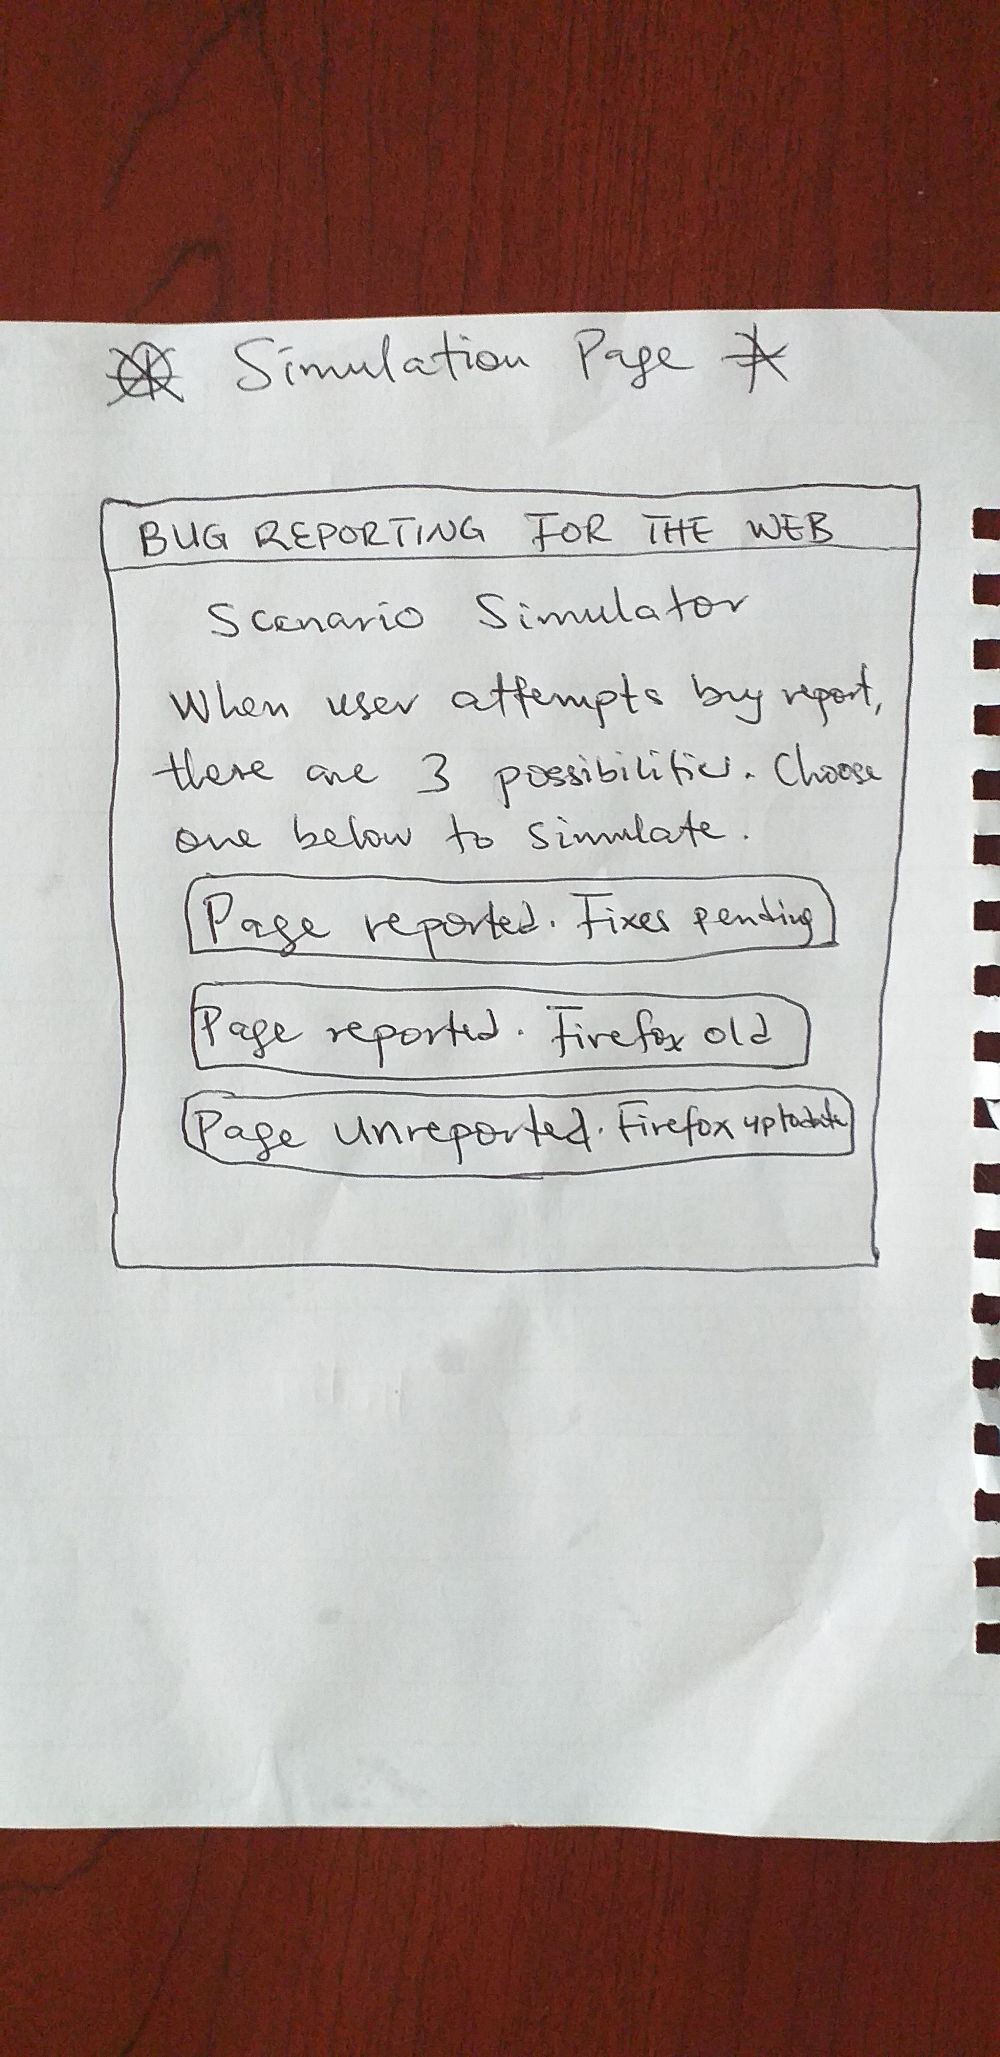 Simulation Page
BUG REPORTING FOR THE WEB
Scenario Simulator
When user attempts bug report,
there are 3 possibilities. Choose
one below to simulate.
Page reported. Fixes pending
Page reported. Firefox old
Page unreported. Firefox uptodate